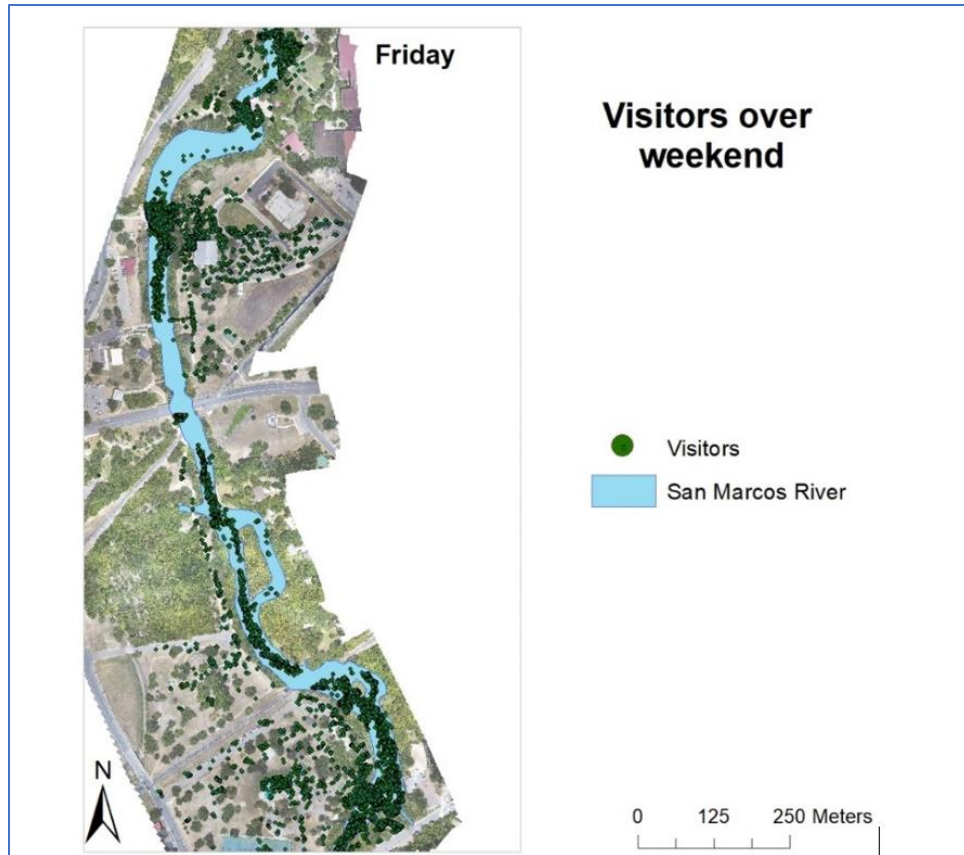 Friday
Visitors over
weekend
Visitors
San Marcos River
N
0 125 250 Meters